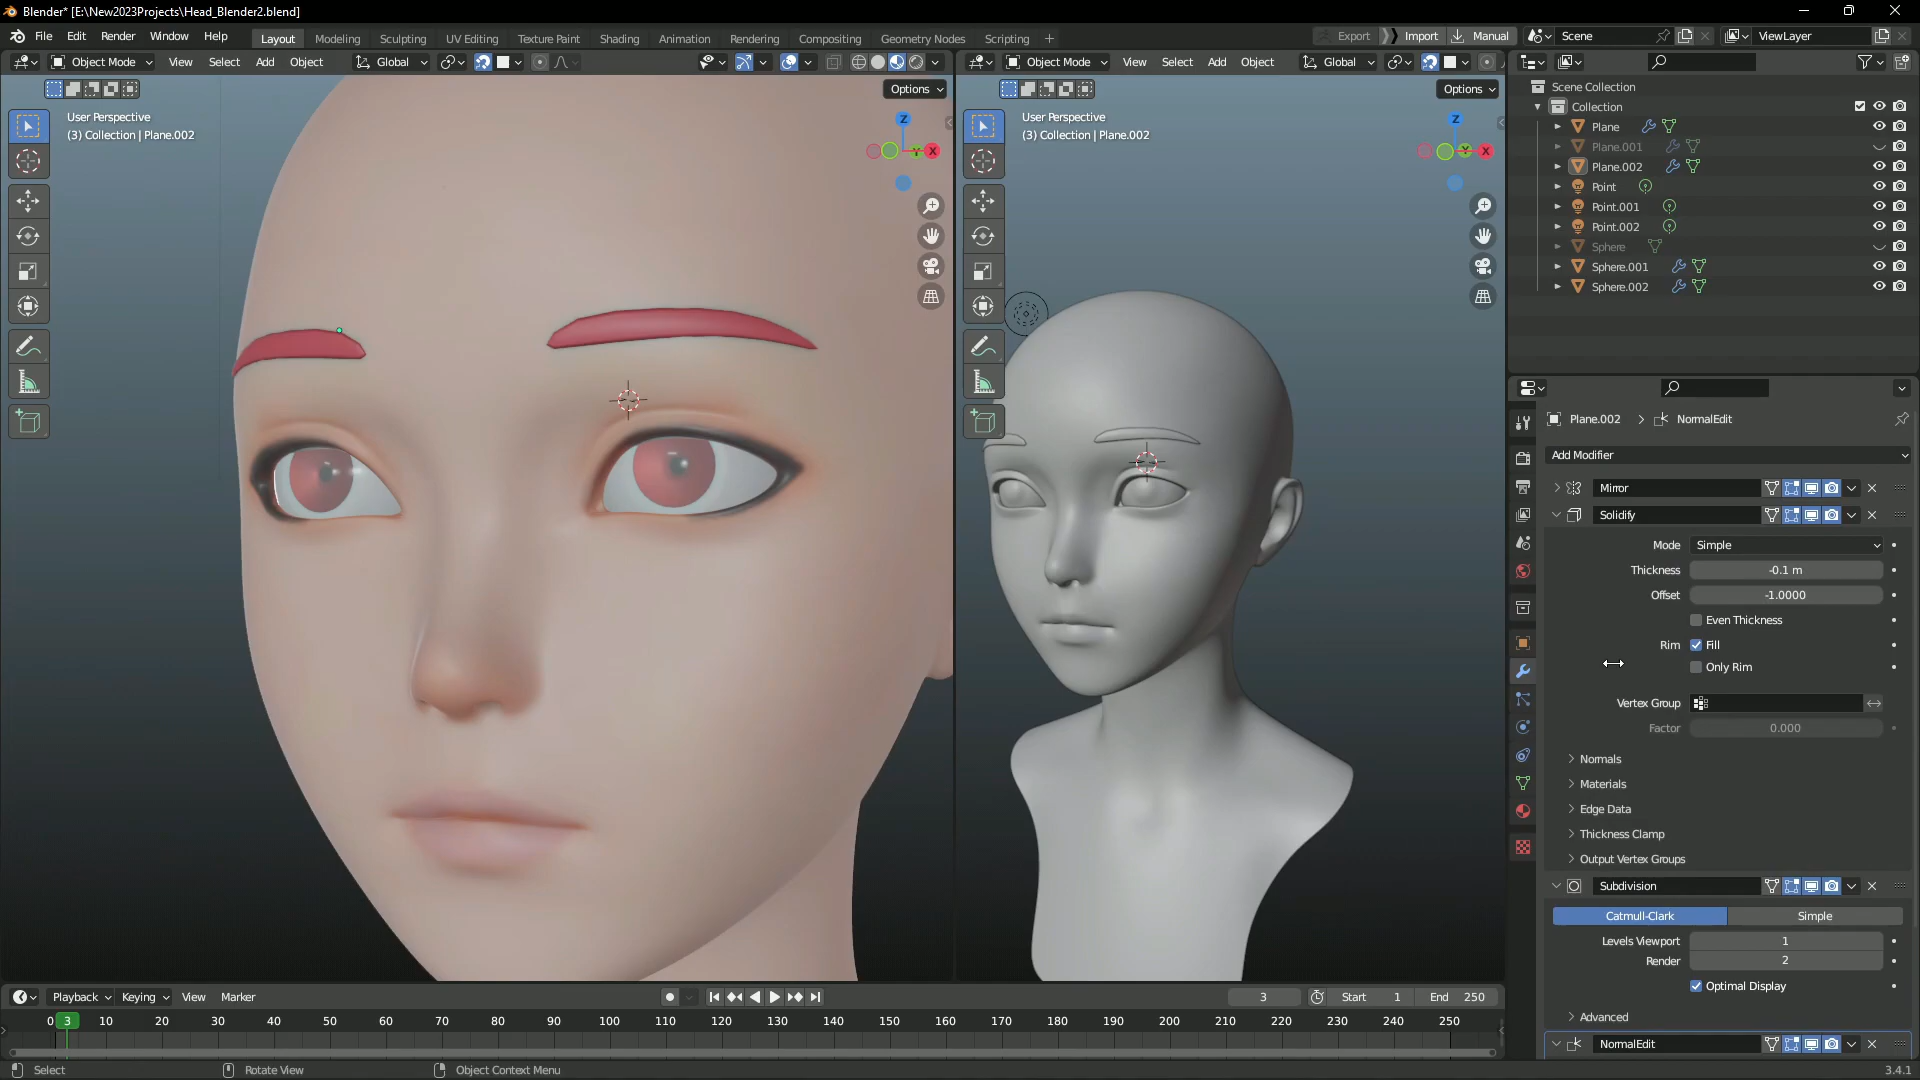 Blender* [E:\New2023Projects\Head_Blender2.blend]
File Edit Render Window Help Layout Modeling Sculpting UV Editing Texture Paint Shading Animation Rendering Compositing Geometry Nodes Scripting + Export Import Manual Scene ViewLayer
Object Mode View Select Add Object Global
Object Mode View Select Add Object Global
Options
Options
User Perspective
(3) Collection | Plane.002
Z
Y
X
User Perspective
(3) Collection | Plane.002
Z
Y
X
Scene Collection
Collection
Plane
Plane.001
Plane.002
Point
Point.001
Point.002
Sphere
Sphere.001
Sphere.002
Plane.002 > NormalEdit
Add Modifier
Mirror
Solidify
Mode Simple
Thickness -0.1 m
Offset -1.0000
Even Thickness
Rim Fill
Only Rim
Vertex Group
Factor 0.000
Normals
Materials
Edge Data
Thickness Clamp
Output Vertex Groups
Subdivision
Catmull-Clark Simple
Levels Viewport 1
Render 2
Optimal Display
Advanced
NormalEdit
Playback Keying View Marker 3 Start 1 End 250
0 3 10 20 30 40 50 60 70 80 90 100 110 120 130 140 150 160 170 180 190 200 210 220 230 240 250
Select Rotate View Object Context Menu 3.4.1